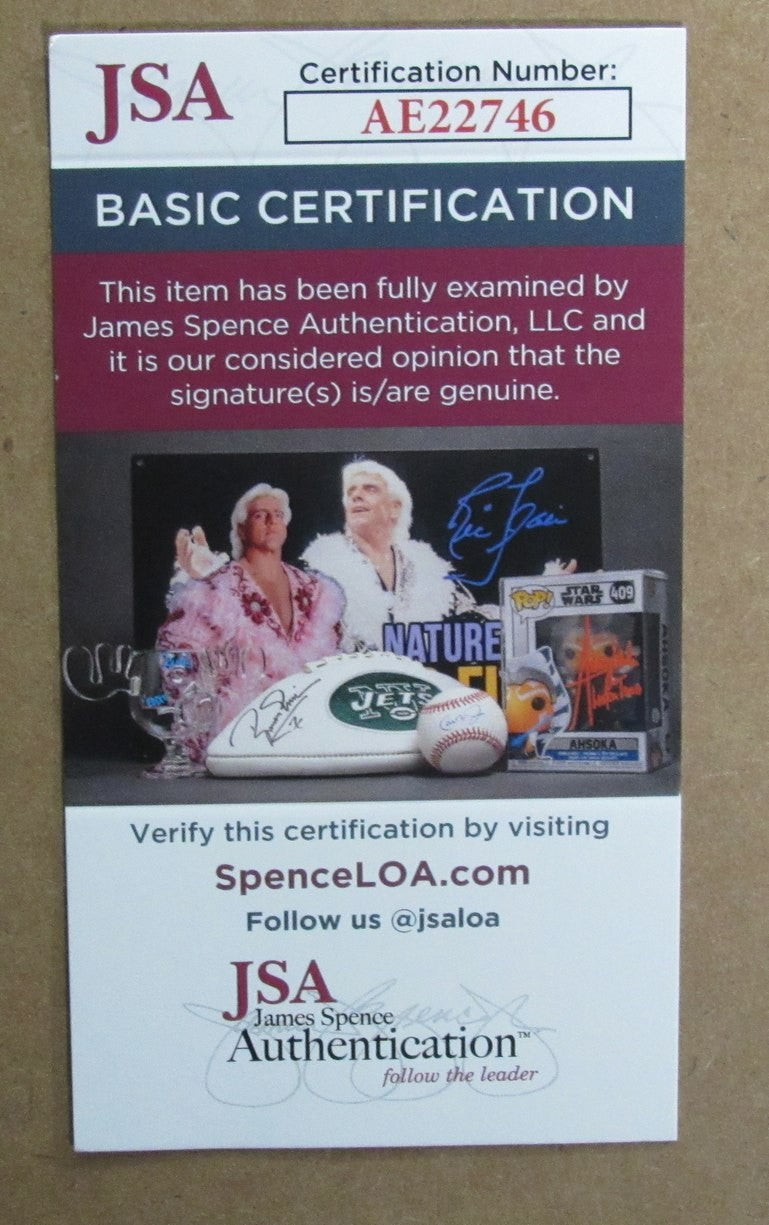 JSA
Certification Number:
AE22746
BASIC CERTIFICATION
This item has been fully examined by
James Spence Authentication, LLC and
it is our considered opinion that the
signature(s) is/are genuine.
NATURE
POP!
STAR
WARS
409
JETS
AHSOKA
AHSOKA
Verify this certification by visiting
SpenceLOA.com
Follow us @jsaloa
JSA
James Spence
Authentication™
follow the leader